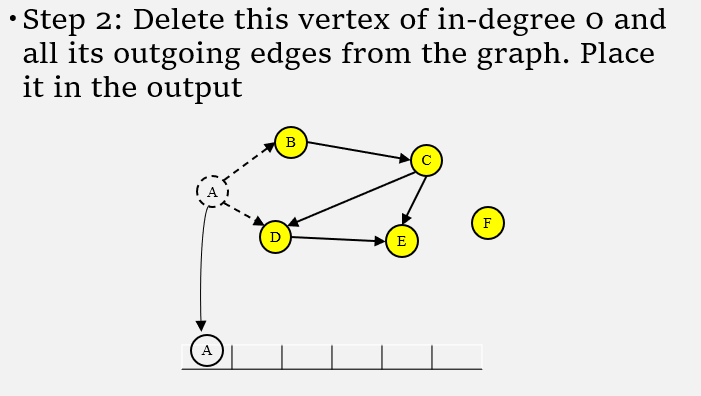 • Step 2: Delete this vertex of in-degree 0 and
all its outgoing edges from the graph. Place
it in the output
B
C
A
D
E
F
A